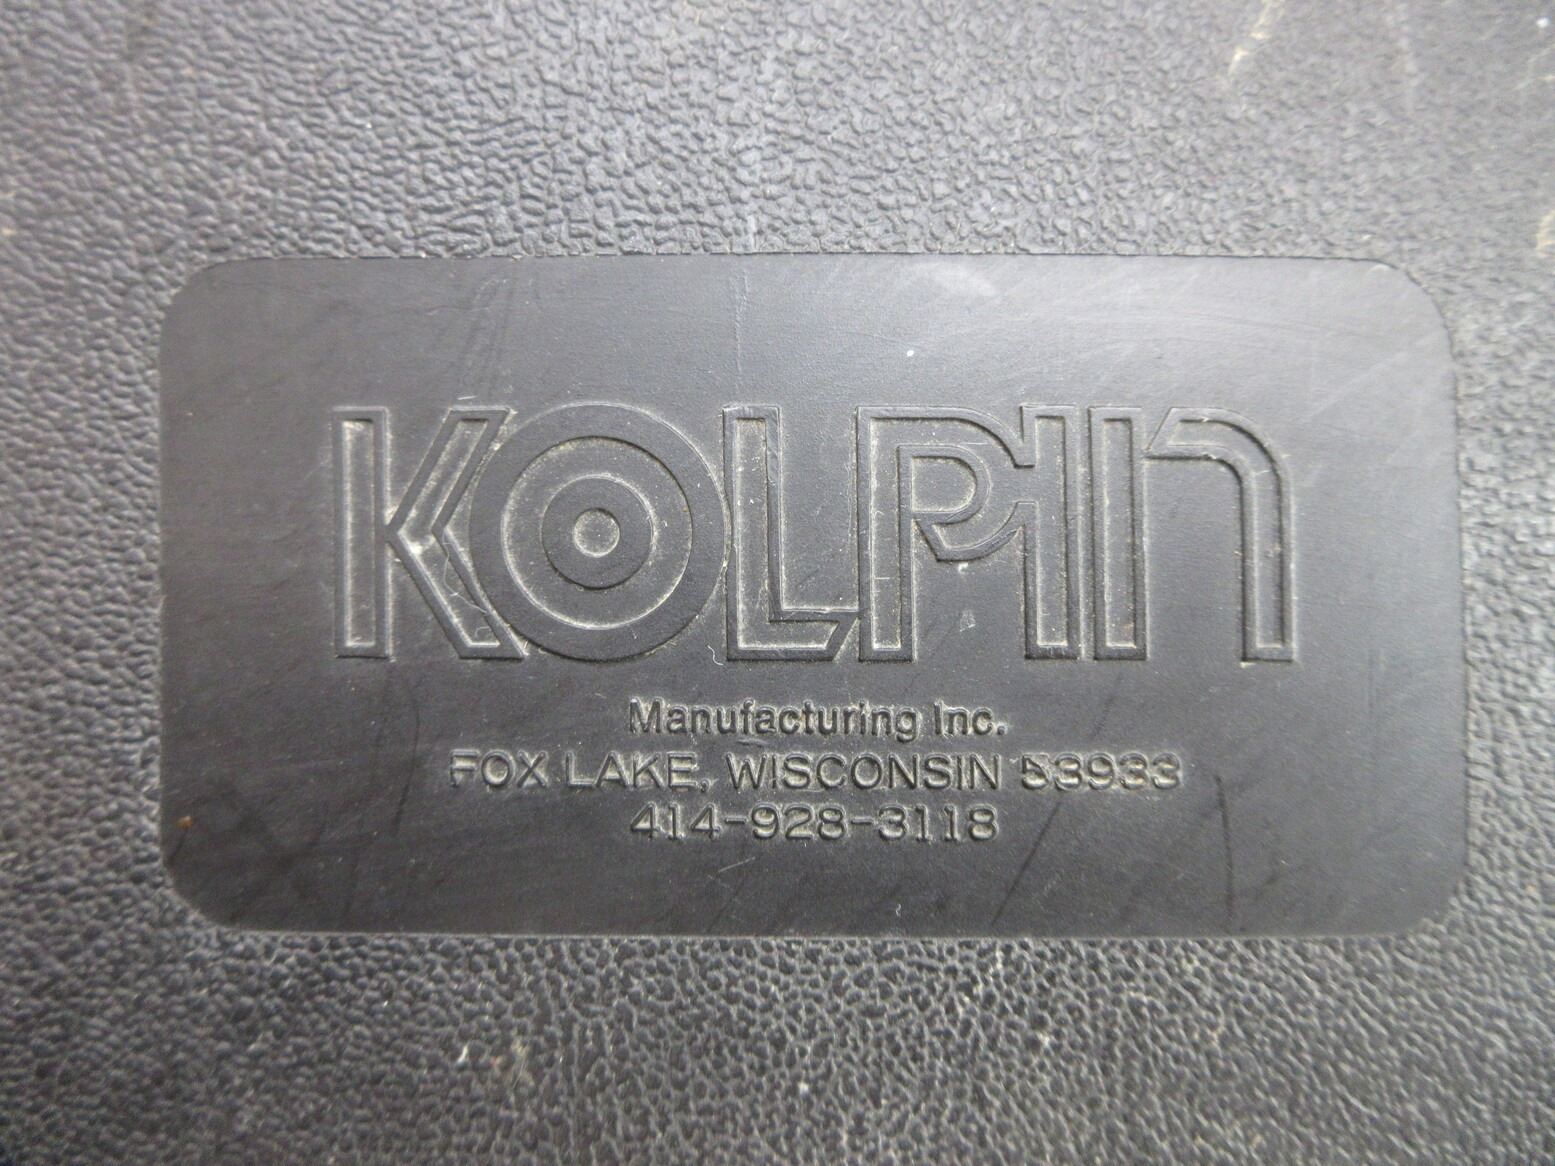 KOLPIN
Manufacturing Inc.
FOX LAKE, WISCONSIN 53933
414-928-3118